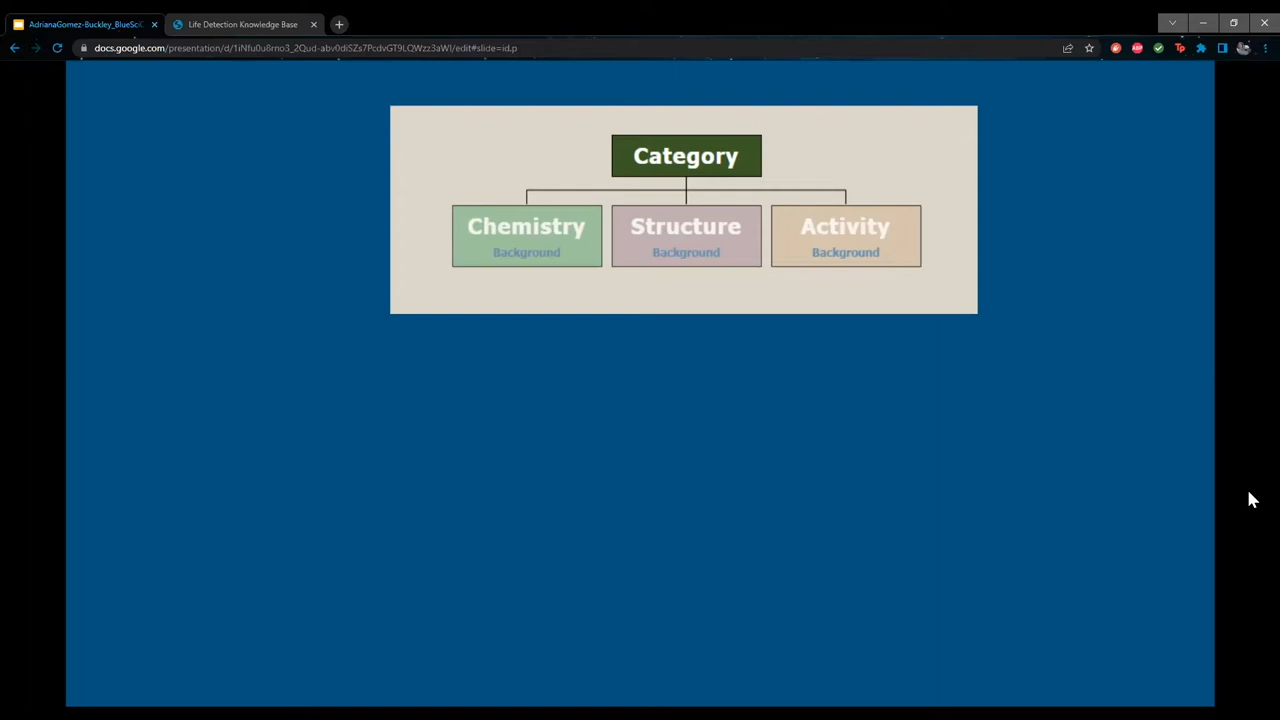 AdrianaGomez-Buckley_BlueSciC
Life Detection Knowledge Base
docs.google.com/presentation/d/1iNfu0u8rno3_2Qud-abv0diSZs7PcdvGT9LQWzz3aWI/edit#slide=id.p
Category
Chemistry
Background
Structure
Background
Activity
Background